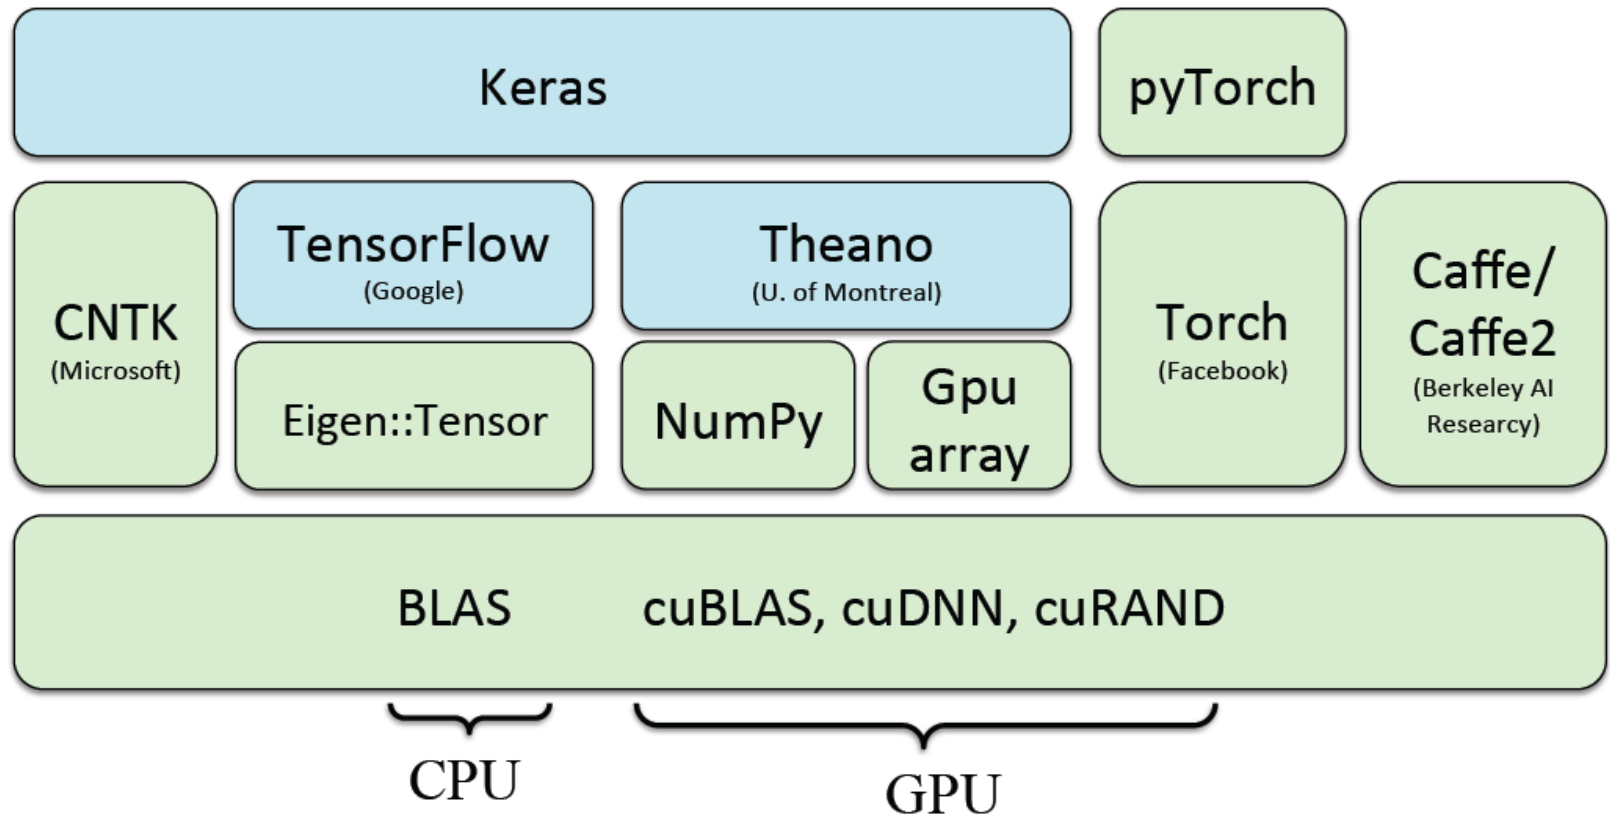 Keras
pyTorch
CNTK
(Microsoft)
TensorFlow
(Google)
Eigen::Tensor
Theano
(U. of Montreal)
NumPy
Gpu
array
Torch
(Facebook)
Caffe/
Caffe2
(Berkeley AI
Researcy)
BLAS
cuBLAS, cuDNN, cuRAND
CPU
GPU